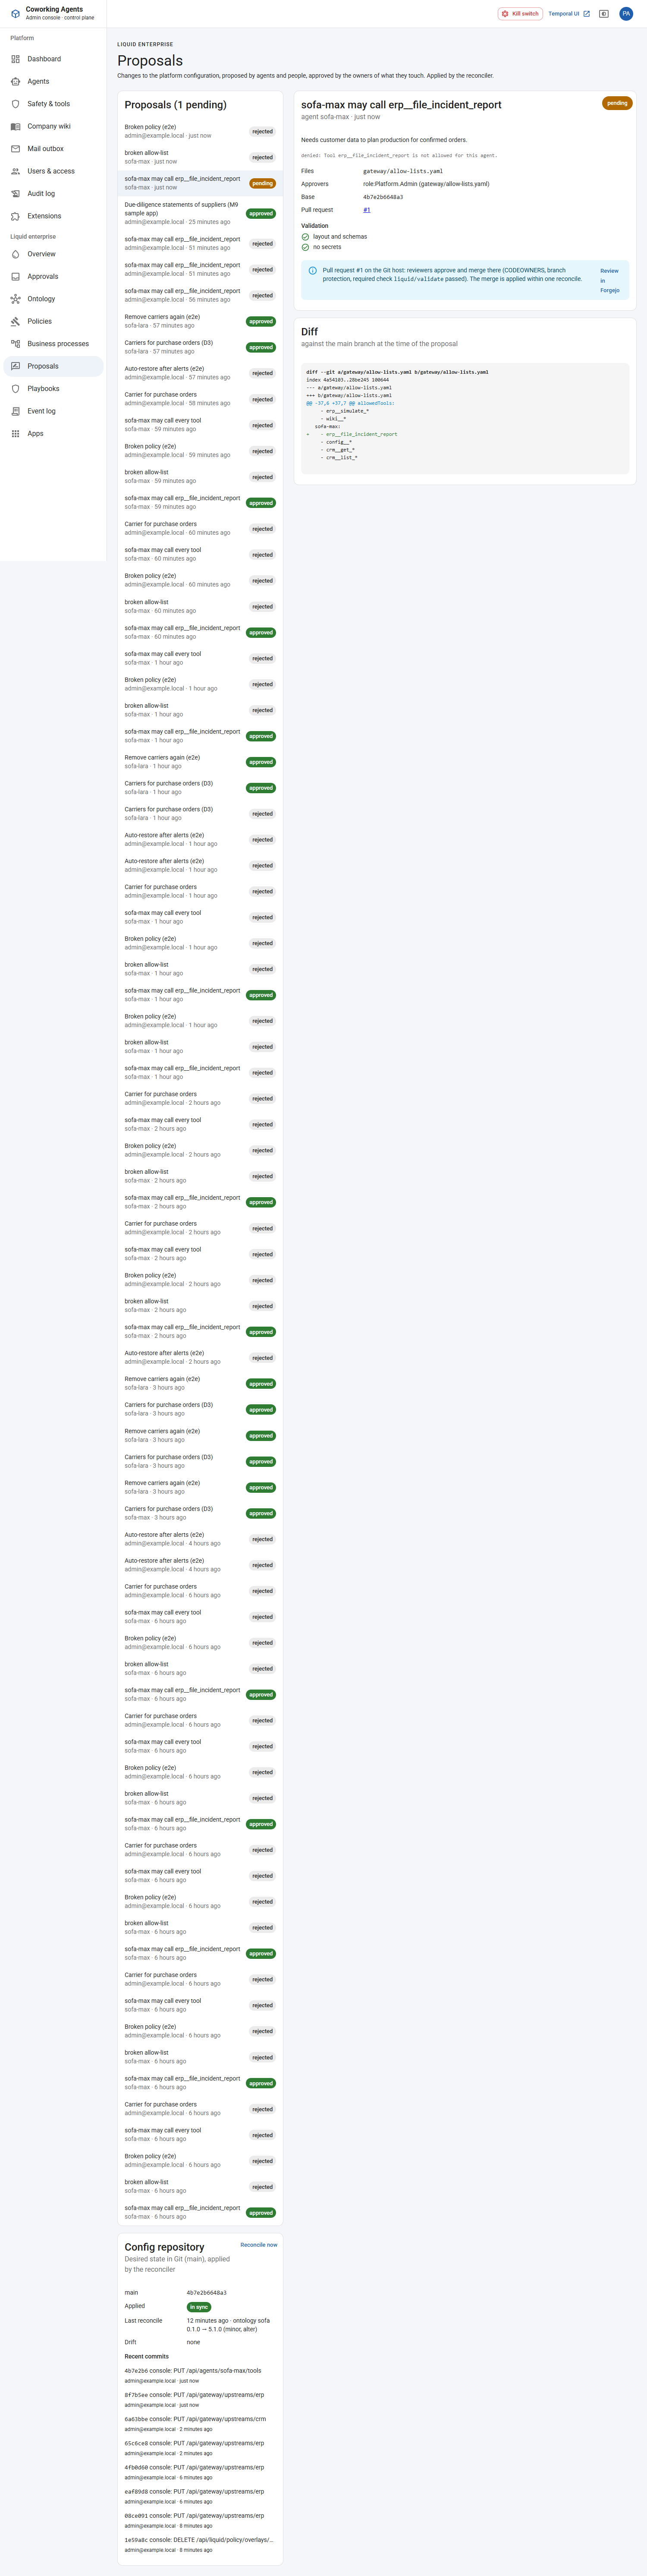 Coworking Agents
Admin console · control plane
Kill switch
Temporal UI
PA
Platform
Dashboard
Agents
Safety & tools
Company wiki
Mail outbox
Users & access
Audit log
Extensions
Liquid enterprise
Overview
Approvals
Ontology
Policies
Business processes
Proposals
Playbooks
Event log
Apps
LIQUID ENTERPRISE
Proposals
Changes to the platform configuration, proposed by agents and people, approved by the owners of what they touch. Applied by the reconciler.
Proposals (1 pending)
Broken policy (e2e)
admin@example.local · just now
rejected
broken allow-list
sofa-max · just now
rejected
sofa-max may call erp__file_incident_report
sofa-max · just now
pending
Due-diligence statements of suppliers (M9
sample app)
admin@example.local · 25 minutes ago
approved
sofa-max may call erp__file_incident_report
admin@example.local · 51 minutes ago
rejected
sofa-max may call erp__file_incident_report
admin@example.local · 51 minutes ago
rejected
sofa-max may call erp__file_incident_report
admin@example.local · 56 minutes ago
rejected
Remove carriers again (e2e)
sofa-lara · 57 minutes ago
approved
Carriers for purchase orders (D3)
sofa-lara · 57 minutes ago
approved
Auto-restore after alerts (e2e)
admin@example.local · 57 minutes ago
rejected
Carrier for purchase orders
admin@example.local · 58 minutes ago
rejected
sofa-max may call every tool
sofa-max · 59 minutes ago
rejected
Broken policy (e2e)
admin@example.local · 59 minutes ago
rejected
broken allow-list
sofa-max · 59 minutes ago
rejected
sofa-max may call erp__file_incident_report
sofa-max · 59 minutes ago
approved
Carrier for purchase orders
admin@example.local · 60 minutes ago
rejected
sofa-max may call every tool
sofa-max · 60 minutes ago
rejected
Broken policy (e2e)
admin@example.local · 60 minutes ago
rejected
broken allow-list
sofa-max · 60 minutes ago
rejected
sofa-max may call erp__file_incident_report
sofa-max · 60 minutes ago
approved
sofa-max may call every tool
sofa-max · 1 hour ago
rejected
Broken policy (e2e)
admin@example.local · 1 hour ago
rejected
broken allow-list
sofa-max · 1 hour ago
rejected
sofa-max may call erp__file_incident_report
sofa-max · 1 hour ago
approved
Remove carriers again (e2e)
sofa-lara · 1 hour ago
approved
Carriers for purchase orders (D3)
sofa-lara · 1 hour ago
approved
Carriers for purchase orders (D3)
sofa-lara · 1 hour ago
rejected
Auto-restore after alerts (e2e)
admin@example.local · 1 hour ago
rejected
Auto-restore after alerts (e2e)
admin@example.local · 1 hour ago
rejected
Carrier for purchase orders
admin@example.local · 1 hour ago
rejected
sofa-max may call every tool
sofa-max · 1 hour ago
rejected
Broken policy (e2e)
admin@example.local · 1 hour ago
rejected
broken allow-list
sofa-max · 1 hour ago
rejected
sofa-max may call erp__file_incident_report
sofa-max · 1 hour ago
approved
Broken policy (e2e)
admin@example.local · 1 hour ago
rejected
broken allow-list
sofa-max · 1 hour ago
rejected
sofa-max may call erp__file_incident_report
sofa-max · 1 hour ago
rejected
Carrier for purchase orders
admin@example.local · 2 hours ago
rejected
sofa-max may call every tool
sofa-max · 2 hours ago
rejected
Broken policy (e2e)
admin@example.local · 2 hours ago
rejected
broken allow-list
sofa-max · 2 hours ago
rejected
sofa-max may call erp__file_incident_report
sofa-max · 2 hours ago
approved
Carrier for purchase orders
admin@example.local · 2 hours ago
rejected
sofa-max may call every tool
sofa-max · 2 hours ago
rejected
Broken policy (e2e)
admin@example.local · 2 hours ago
rejected
broken allow-list
sofa-max · 2 hours ago
rejected
sofa-max may call erp__file_incident_report
sofa-max · 2 hours ago
approved
Auto-restore after alerts (e2e)
admin@example.local · 2 hours ago
rejected
Remove carriers again (e2e)
sofa-lara · 3 hours ago
approved
Carriers for purchase orders (D3)
sofa-lara · 3 hours ago
approved
Remove carriers again (e2e)
sofa-lara · 3 hours ago
approved
Carriers for purchase orders (D3)
sofa-lara · 3 hours ago
approved
Remove carriers again (e2e)
sofa-lara · 3 hours ago
approved
Carriers for purchase orders (D3)
sofa-max · 3 hours ago
approved
Auto-restore after alerts (e2e)
admin@example.local · 4 hours ago
rejected
Auto-restore after alerts (e2e)
admin@example.local · 4 hours ago
rejected
Carrier for purchase orders
admin@example.local · 6 hours ago
rejected
sofa-max may call every tool
sofa-max · 6 hours ago
rejected
Broken policy (e2e)
admin@example.local · 6 hours ago
rejected
broken allow-list
sofa-max · 6 hours ago
rejected
sofa-max may call erp__file_incident_report
sofa-max · 6 hours ago
approved
Carrier for purchase orders
admin@example.local · 6 hours ago
rejected
sofa-max may call every tool
sofa-max · 6 hours ago
rejected
Broken policy (e2e)
admin@example.local · 6 hours ago
rejected
broken allow-list
sofa-max · 6 hours ago
rejected
sofa-max may call erp__file_incident_report
sofa-max · 6 hours ago
approved
Carrier for purchase orders
admin@example.local · 6 hours ago
rejected
sofa-max may call every tool
sofa-max · 6 hours ago
rejected
Broken policy (e2e)
admin@example.local · 6 hours ago
rejected
broken allow-list
sofa-max · 6 hours ago
rejected
sofa-max may call erp__file_incident_report
sofa-max · 6 hours ago
approved
Carrier for purchase orders
admin@example.local · 6 hours ago
rejected
sofa-max may call every tool
sofa-max · 6 hours ago
rejected
Broken policy (e2e)
admin@example.local · 6 hours ago
rejected
broken allow-list
sofa-max · 6 hours ago
rejected
sofa-max may call erp__file_incident_report
sofa-max · 6 hours ago
approved
Carrier for purchase orders
admin@example.local · 6 hours ago
rejected
sofa-max may call every tool
sofa-max · 6 hours ago
rejected
Broken policy (e2e)
admin@example.local · 6 hours ago
rejected
broken allow-list
sofa-max · 6 hours ago
rejected
sofa-max may call erp__file_incident_report
sofa-max · 6 hours ago
approved
Config repository
Reconcile now
Desired state in Git (main), applied
by the reconciler
main
4b7e2b6648a3
Applied
in sync
Last reconcile
12 minutes ago · ontology sofa
0.1.0 → 5.1.0 (minor, alter)
Drift
none
Recent commits
4b7e2b6 console: PUT /api/agents/sofa-max/tools
admin@example.local · just now
8f7b5ee console: PUT /api/gateway/upstreams/erp
admin@example.local · just now
6a63bbe console: PUT /api/gateway/upstreams/crm
admin@example.local · 2 minutes ago
65c6ce8 console: PUT /api/gateway/upstreams/erp
admin@example.local · 2 minutes ago
4fb0d60 console: PUT /api/gateway/upstreams/erp
admin@example.local · 6 minutes ago
eaf89d8 console: PUT /api/gateway/upstreams/erp
admin@example.local · 6 minutes ago
08ce091 console: PUT /api/gateway/upstreams/erp
admin@example.local · 8 minutes ago
1e59a8c console: DELETE /api/liquid/policy/overlays/…
admin@example.local · 8 minutes ago
sofa-max may call erp__file_incident_report
agent sofa-max · just now
pending
Needs customer data to plan production for confirmed orders.
denied: Tool erp__file_incident_report is not allowed for this agent.
Files
gateway/allow-lists.yaml
Approvers
role:Platform.Admin (gateway/allow-lists.yaml)
Base
4b7e2b6648a3
Pull request
#1
Validation
layout and schemas
no secrets
Pull request #1 on the Git host: reviewers approve and merge there (CODEOWNERS, branch
protection, required check liquid/validate passed). The merge is applied within one reconcile.
Review
in
Forgejo
Diff
against the main branch at the time of the proposal
diff --git a/gateway/allow-lists.yaml b/gateway/allow-lists.yaml
index 4a54103..28be245 100644
--- a/gateway/allow-lists.yaml
+++ b/gateway/allow-lists.yaml
@@ -37,6 +37,7 @@ allowedTools:
- erp__simulate_*
- wiki__*
sofa-max:
+ - erp__file_incident_report
- config__*
- crm__get_*
- crm__list_*